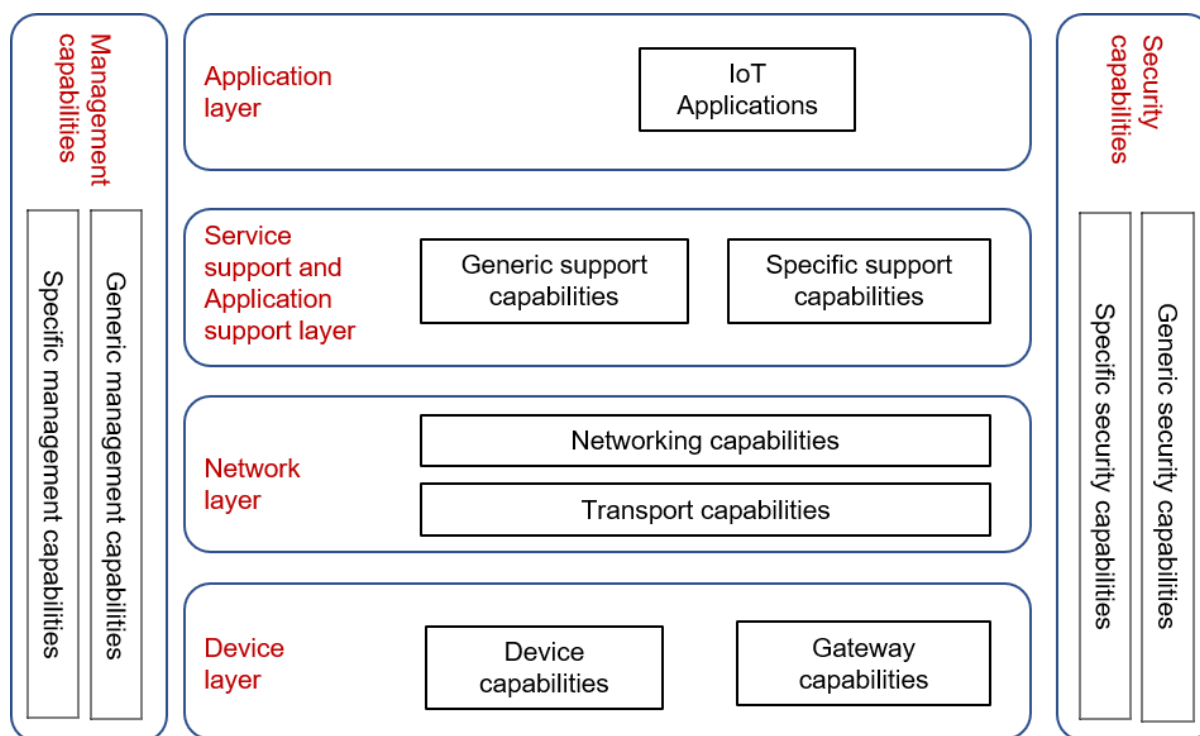 Management
capabilities
Generic management capabilities
Specific management capabilities
Application
layer
IoT
Applications
Service
support and
Application
support layer
Generic support
capabilities
Specific support
capabilities
Network
layer
Networking capabilities
Transport capabilities
Device
layer
Device
capabilities
Gateway
capabilities
Security
capabilities
Generic security capabilities
Specific security capabilities